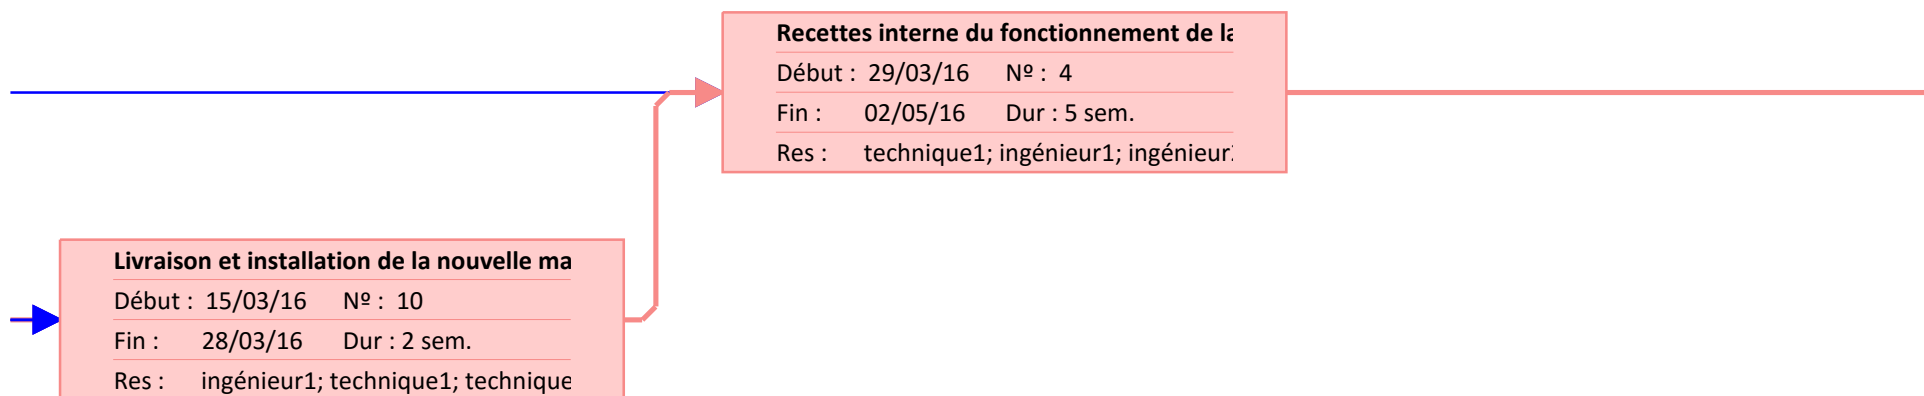 Recettes interne du fonctionnement de la
Début : 29/03/16 Nº : 4
Fin : 02/05/16 Dur : 5 sem.
Res : technique1; ingénieur1; ingénieur
Livraison et installation de la nouvelle ma
Début : 15/03/16 Nº : 10
Fin : 28/03/16 Dur : 2 sem.
Res : ingénieur1; technique1; technique